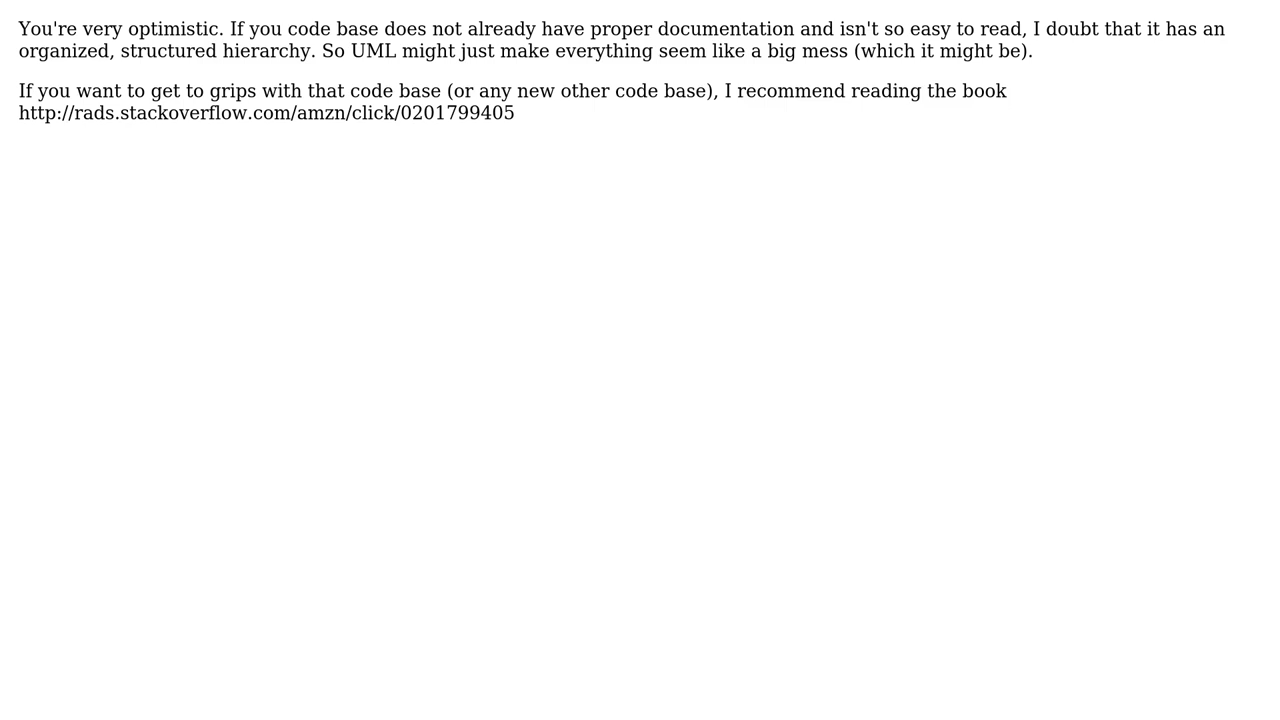 You're very optimistic. If you code base does not already have proper documentation and isn't so easy to read, I doubt that it has an
organized, structured hierarchy. So UML might just make everything seem like a big mess (which it might be).
If you want to get to grips with that code base (or any new other code base), I recommend reading the book
http://rads.stackoverflow.com/amzn/click/0201799405